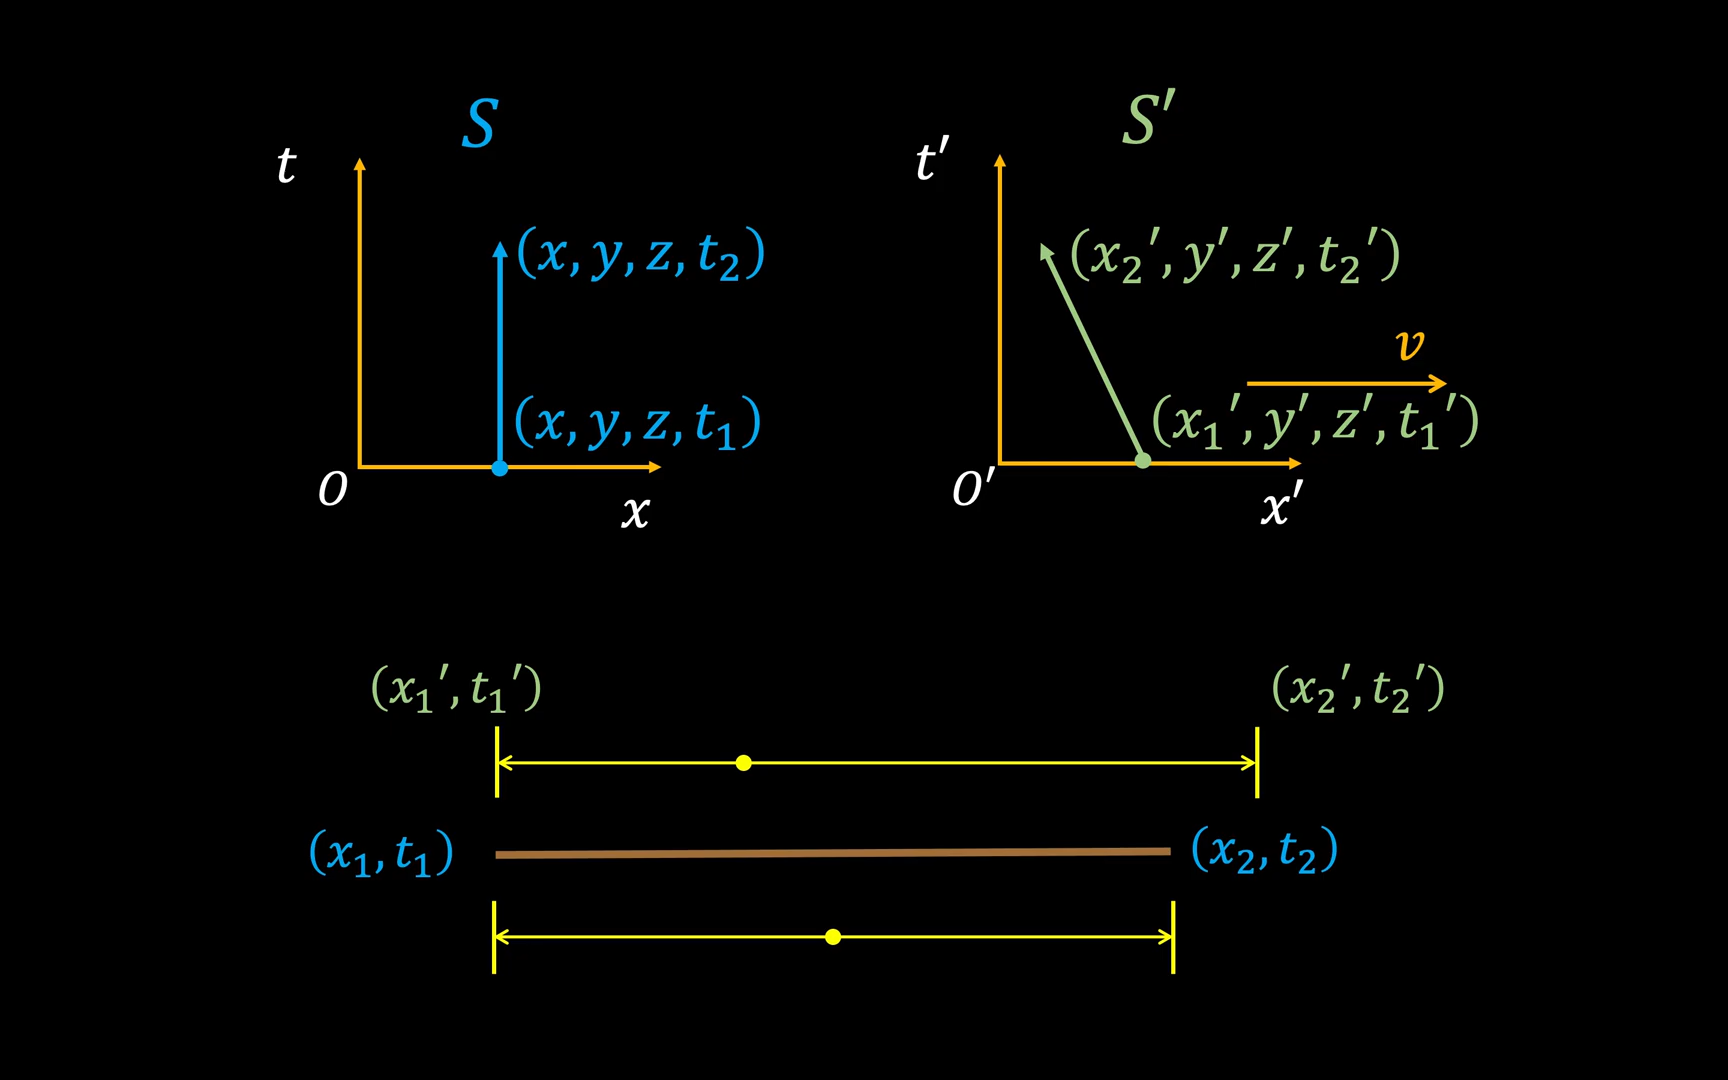 S
S′
t
t′
(x, y, z, t₂)
(x₂′, y′, z′, t₂′)
v
(x, y, z, t₁)
(x₁′, y′, z′, t₁′)
O
x
O′
x′
(x₁′, t₁′)
(x₂′, t₂′)
(x₁, t₁)
(x₂, t₂)